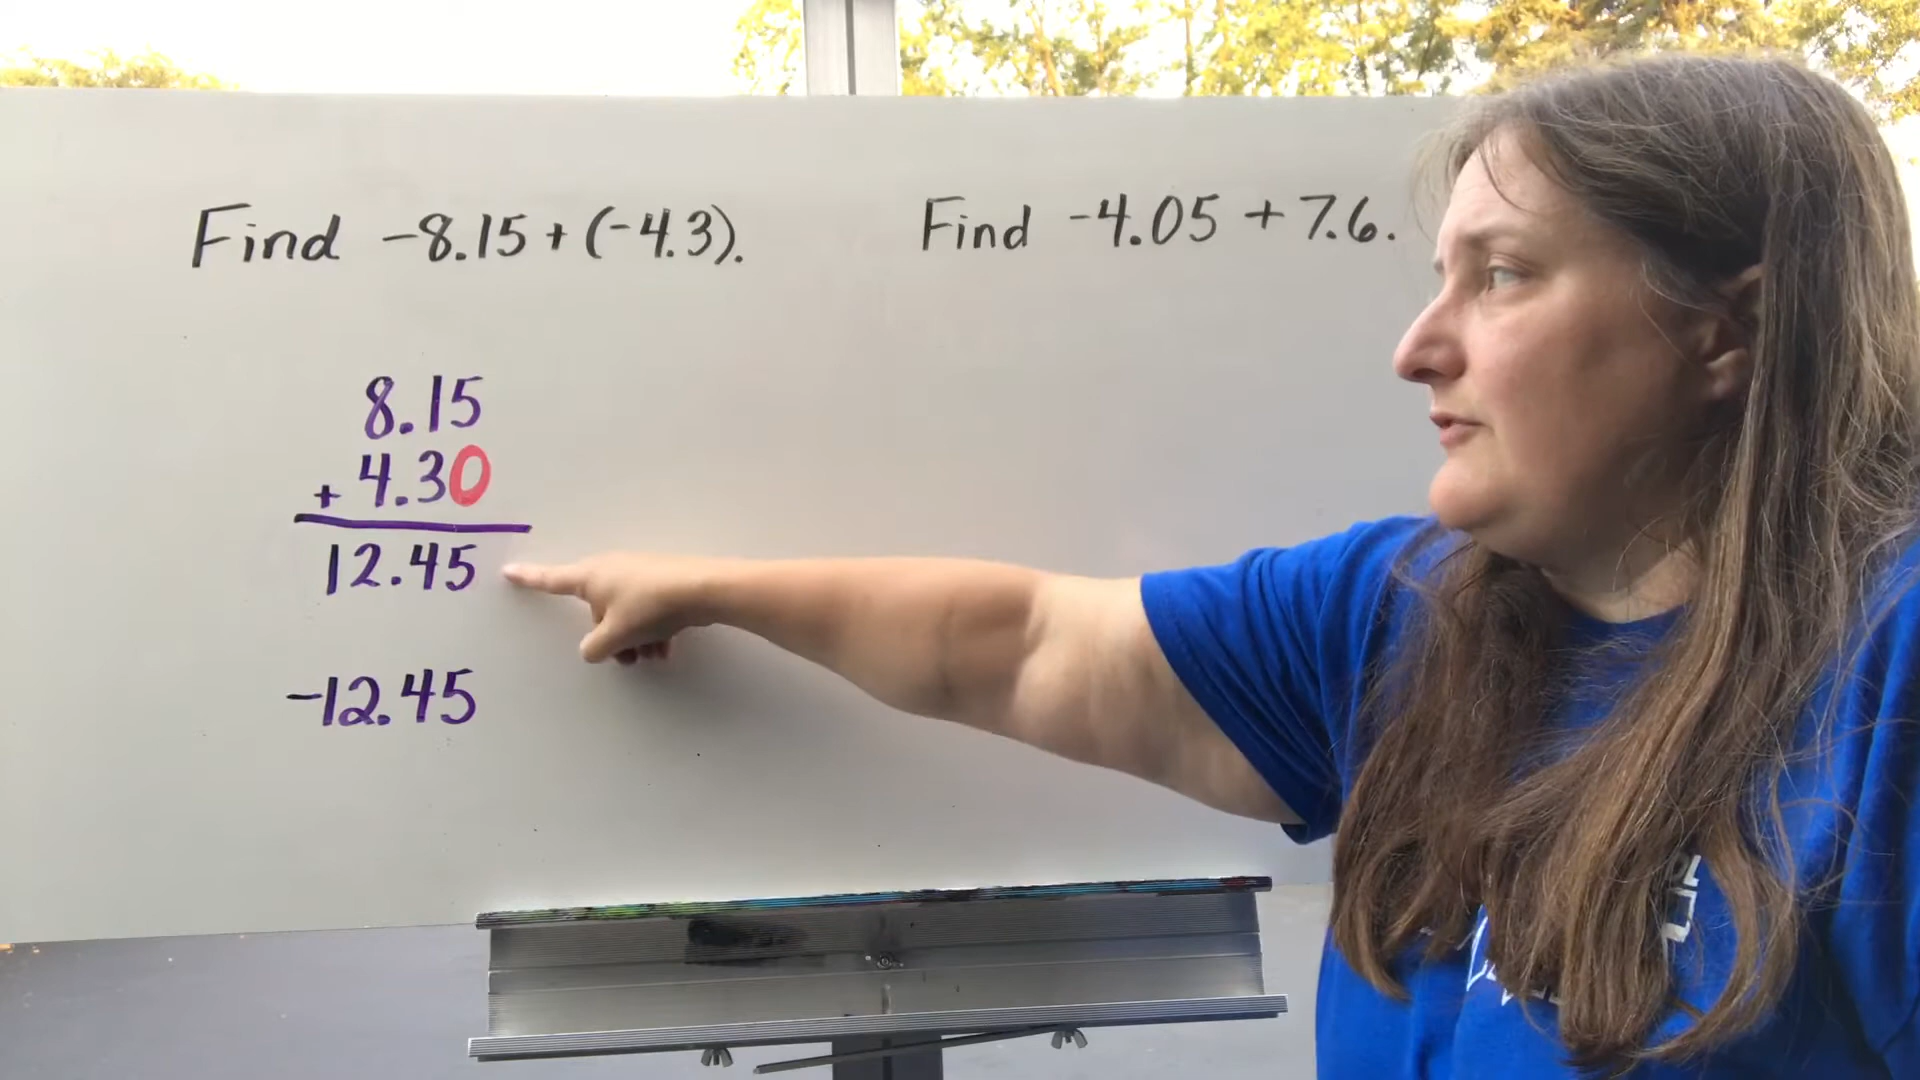 Find -8.15 + (-4.3).
8.15
+ 4.30
12.45
-12.45
Find -4.05 + 7.6.